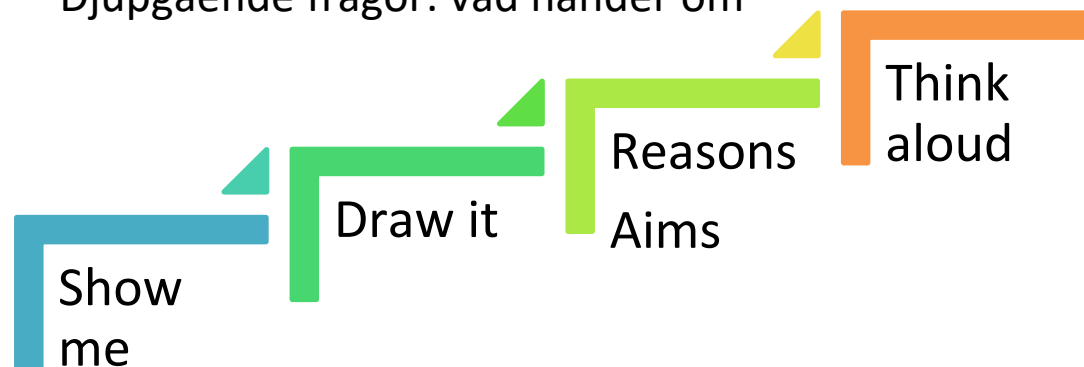 Djupgående frågor: vad händer om
Think
aloud
Reasons
Aims
Draw it
Show
me